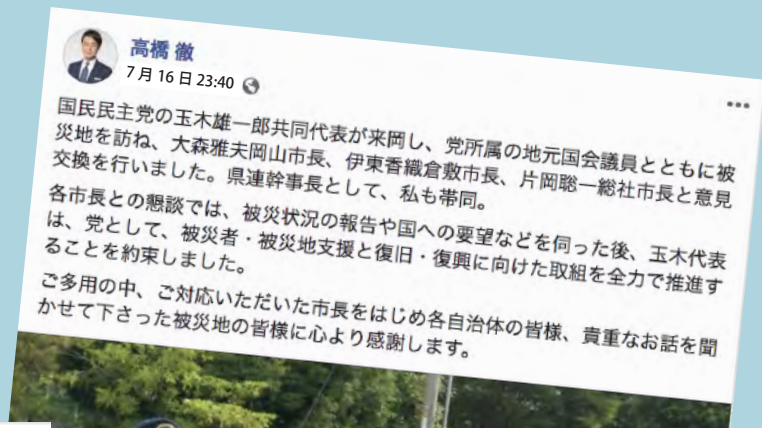 高橋 徹
7月16日 23:40
国民民主党の玉木雄一郎共同代表が来岡し、党所属の地元国会議員とともに被
災地を訪ね、大森雅夫岡山市長、伊東香織倉敷市長、片岡聡一総社市長と意見
交換を行いました。県連幹事長として、私も帯同。
各市長との懇談では、被災状況の報告や国への要望などを伺った後、玉木代表
は、党として、被災者・被災地支援と復旧・復興に向けた取組を全力で推進す
ることを約束しました。
ご多用の中、ご対応いただいた市長をはじめ各自治体の皆様、貴重なお話を聞
かせて下さった被災地の皆様に心より感謝します。